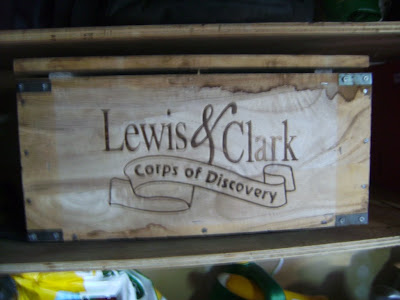 Lewis & Clark
Corps of Discovery